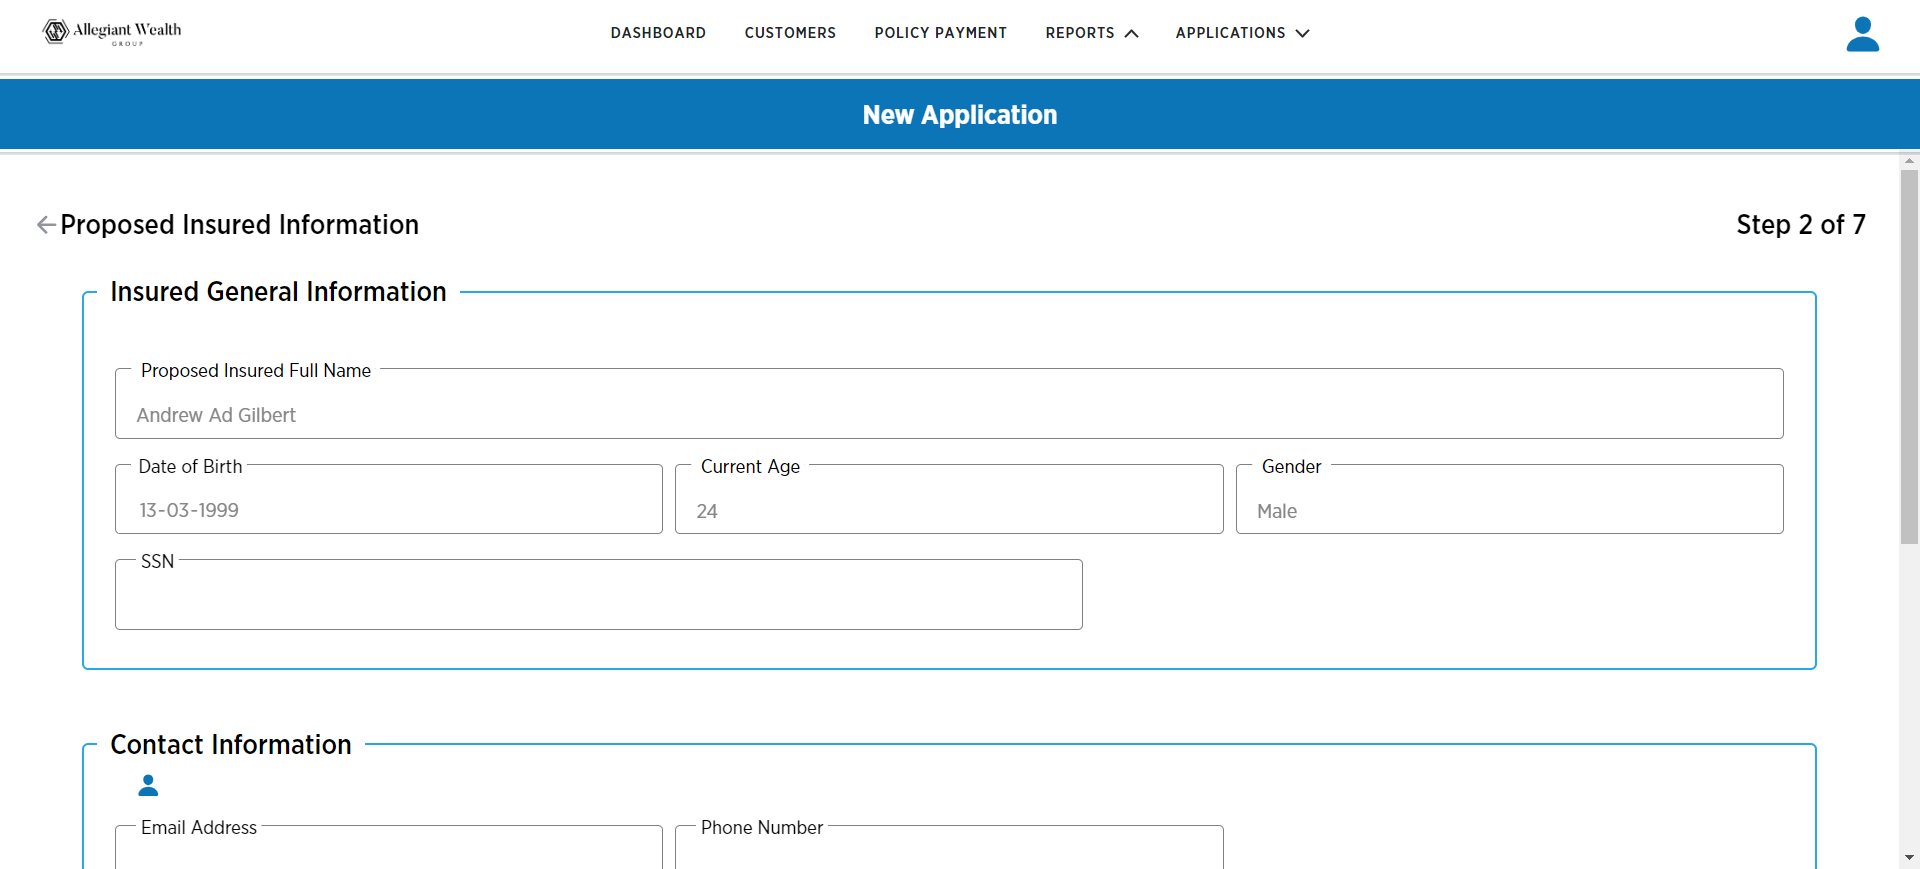 Allegiant Wealth
GROUP
DASHBOARD CUSTOMERS POLICY PAYMENT REPORTS APPLICATIONS
New Application
Proposed Insured Information
Step 2 of 7
Insured General Information
Proposed Insured Full Name
Andrew Ad Gilbert
Date of Birth Current Age Gender
13-03-1999 24 Male
SSN
Contact Information
Email Address Phone Number